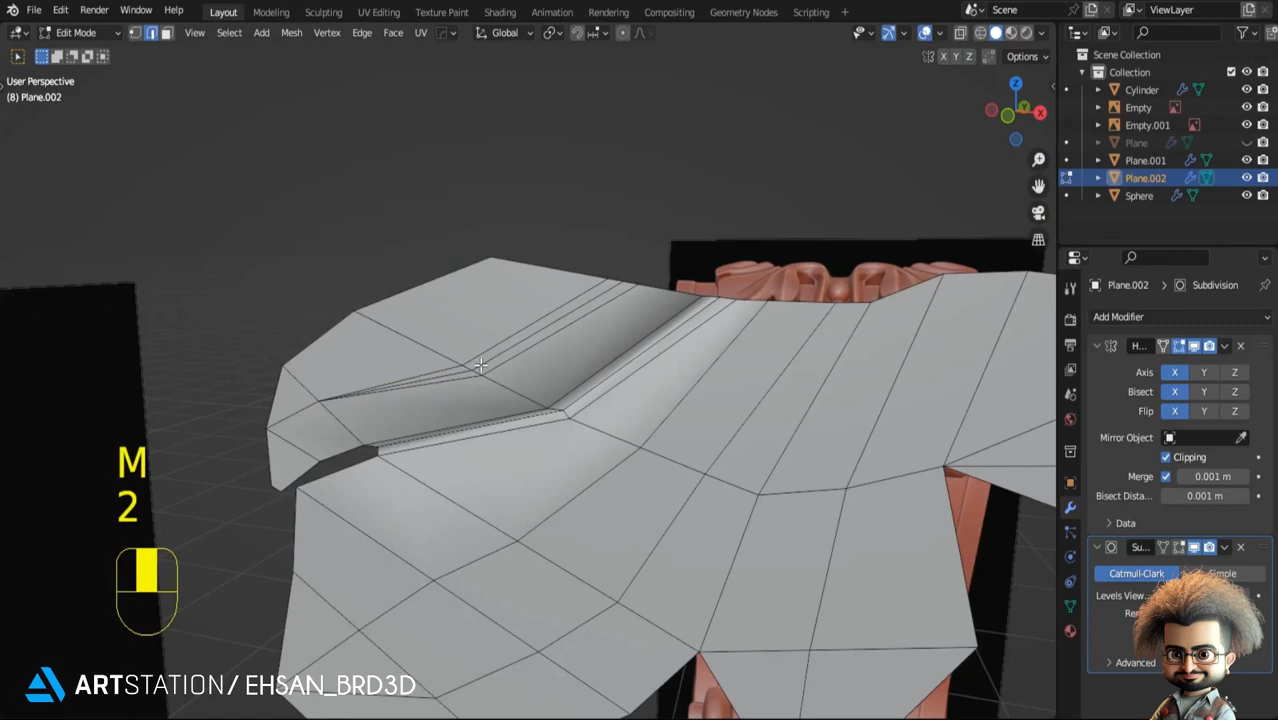 File Edit Render Window Help Layout Modeling Sculpting UV Editing Texture Paint Shading Animation Rendering Compositing Geometry Nodes Scripting + Scene ViewLayer
Edit Mode View Select Add Mesh Vertex Edge Face UV Global
X Y Z Options
User Perspective
(8) Plane.002
Z
Y
X
Scene Collection
Collection
Cylinder
Empty
Empty.001
Plane
Plane.001
Plane.002
Sphere
Plane.002 > Subdivision
Add Modifier
H...
Axis X Y Z
Bisect X Y Z
Flip X Y Z
Mirror Object
Clipping
Merge 0.001 m
Bisect Dista... 0.001 m
Data
Su...
Catmull-Clark Simple
Levels View...
Re
Advanced
M
2
ARTSTATION/ EHSAN_BRD3D